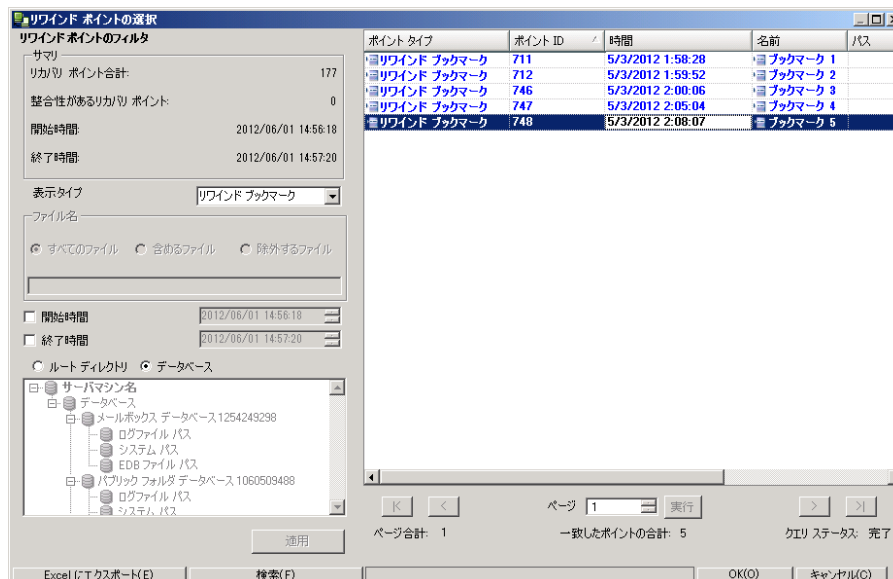 リワインド ポイントの選択
リワインド ポイントのフィルタ
サマリ
リカバリ ポイント合計: 177
整合性があるリカバリ ポイント: 0
開始時間: 2012/06/01 14:56:18
終了時間: 2012/06/01 14:57:20
表示タイプ リワインド ブックマーク
ファイル名
すべてのファイル 含めるファイル 除外するファイル
開始時間 2012/06/01 14:56:18
終了時間 2012/06/01 14:57:20
ルート ディレクトリ データベース
サーバマシン名
データベース
メールボックス データベース 1254249298
ログファイル パス
システム パス
EDB ファイル パス
パブリック フォルダ データベース 1060509488
ログファイル パス
システム パス
適用
ポイント タイプ ポイント ID 時間 名前 パス
リワインド ブックマーク 711 5/3/2012 1:58:28 ブックマーク 1
リワインド ブックマーク 712 5/3/2012 1:59:52 ブックマーク 2
リワインド ブックマーク 746 5/3/2012 2:00:06 ブックマーク 3
リワインド ブックマーク 747 5/3/2012 2:05:04 ブックマーク 4
リワインド ブックマーク 748 5/3/2012 2:08:07 ブックマーク 5
ページ 1 実行
ページ合計: 1 一致したポイントの合計: 5 クエリ ステータス: 完了
Excel にエクスポート(E) 検索(F) OK(O) キャンセル(C)